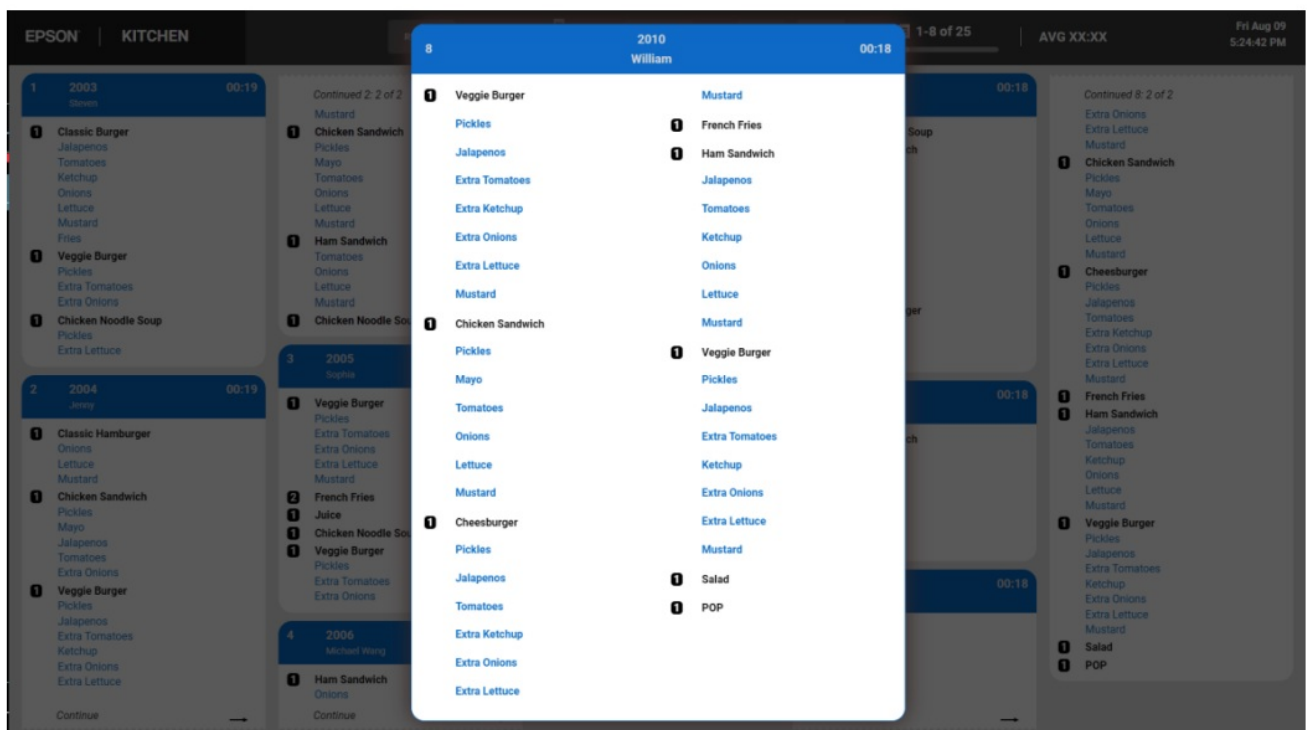 EPSON KITCHEN
1-8 of 25
AVG XX:XX
Fri Aug 09
5:24:42 PM
1 2003 00:19
Steven
1 Classic Burger
Jalapenos
Tomatoes
Ketchup
Onions
Lettuce
Mustard
Fries
1 Veggie Burger
Pickles
Extra Tomatoes
Extra Onions
1 Chicken Noodle Soup
Pickles
Extra Lettuce
2 2004 00:19
Jenny
1 Classic Hamburger
Onions
Lettuce
Mustard
1 Chicken Sandwich
Pickles
Mayo
Jalapenos
Tomatoes
Extra Onions
1 Veggie Burger
Pickles
Jalapenos
Extra Tomatoes
Ketchup
Extra Onions
Extra Lettuce
Continue
Continued 2: 2 of 2
Mustard
1 Chicken Sandwich
Pickles
Mayo
Tomatoes
Onions
Lettuce
Mustard
1 Ham Sandwich
Tomatoes
Onions
Lettuce
Mustard
1 Chicken Noodle
3 2005
Sophia
1 Veggie Burger
Pickles
Extra Tomatoes
Extra Onions
Extra Lettuce
Mustard
2 French Fries
1 Juice
1 Chicken Noodle
1 Veggie Burger
Pickles
Extra Tomatoes
Extra Onions
4 2006
Michael Wang
1 Ham Sandwich
Onions
Continue
8 2010 00:18
William
1 Veggie Burger
Pickles
Jalapenos
Extra Tomatoes
Extra Ketchup
Extra Onions
Extra Lettuce
Mustard
1 Chicken Sandwich
Pickles
Mayo
Tomatoes
Onions
Lettuce
Mustard
1 Cheesburger
Pickles
Jalapenos
Tomatoes
Extra Ketchup
Extra Onions
Extra Lettuce
Mustard
1 French Fries
1 Ham Sandwich
Jalapenos
Tomatoes
Ketchup
Onions
Lettuce
Mustard
1 Veggie Burger
Pickles
Jalapenos
Extra Tomatoes
Ketchup
Extra Onions
Extra Lettuce
Mustard
1 Salad
1 POP
00:18
Soup
00:18
00:18
Continued 8: 2 of 2
Extra Onions
Extra Lettuce
Mustard
1 Chicken Sandwich
Pickles
Mayo
Tomatoes
Onions
Lettuce
Mustard
1 Cheesburger
Pickles
Jalapenos
Tomatoes
Extra Ketchup
Extra Onions
Extra Lettuce
Mustard
1 French Fries
1 Ham Sandwich
Jalapenos
Tomatoes
Ketchup
Onions
Lettuce
Mustard
1 Veggie Burger
Pickles
Jalapenos
Extra Tomatoes
Ketchup
Extra Onions
Extra Lettuce
Mustard
1 Salad
1 POP